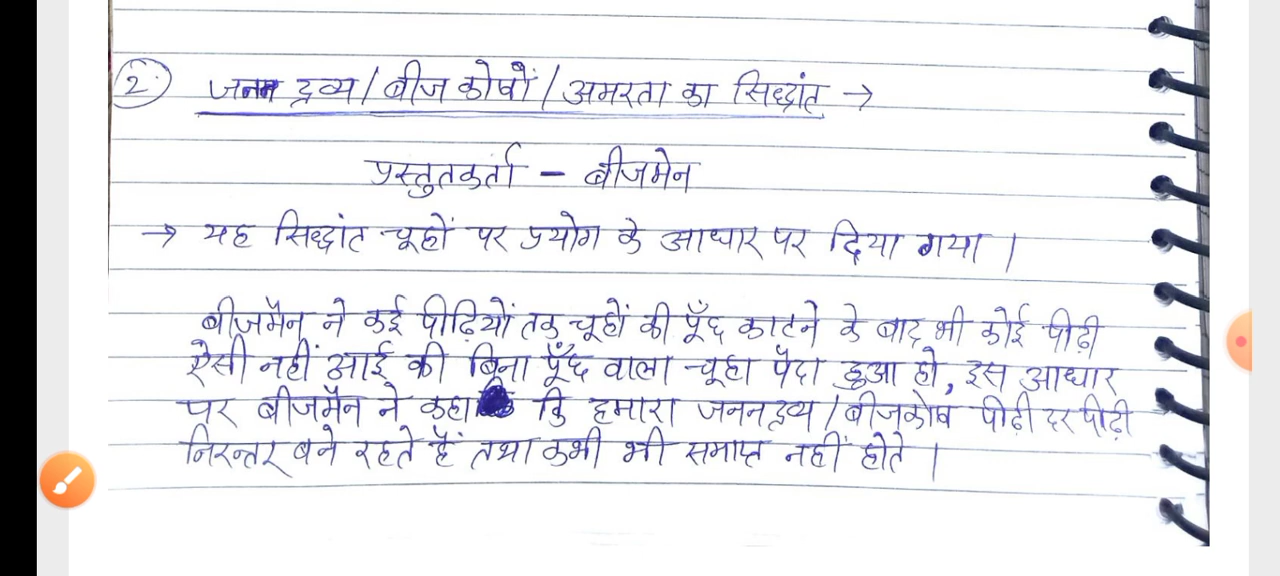 2. जनन द्रव्य / बीज कोषों / अमरता का सिद्धांत →
प्रस्तुतकर्ता - बीजमेन
→ यह सिद्धांत चूहों पर प्रयोग के आधार पर दिया गया ।
बीजमैन ने कई पीढ़ियों तक चूहों की पूँछ काटने के बाद भी कोई पीढ़ी
ऐसी नहीं आई की बिना पूँछ वाला चूहा पैदा हुआ हो, इस आधार
पर बीजमैन ने कहा कि हमारा जननद्रव्य / बीजकोष पीढ़ी दर पीढ़ी
निरन्तर बने रहते हैं तथा कभी भी समाप्त नहीं होते ।